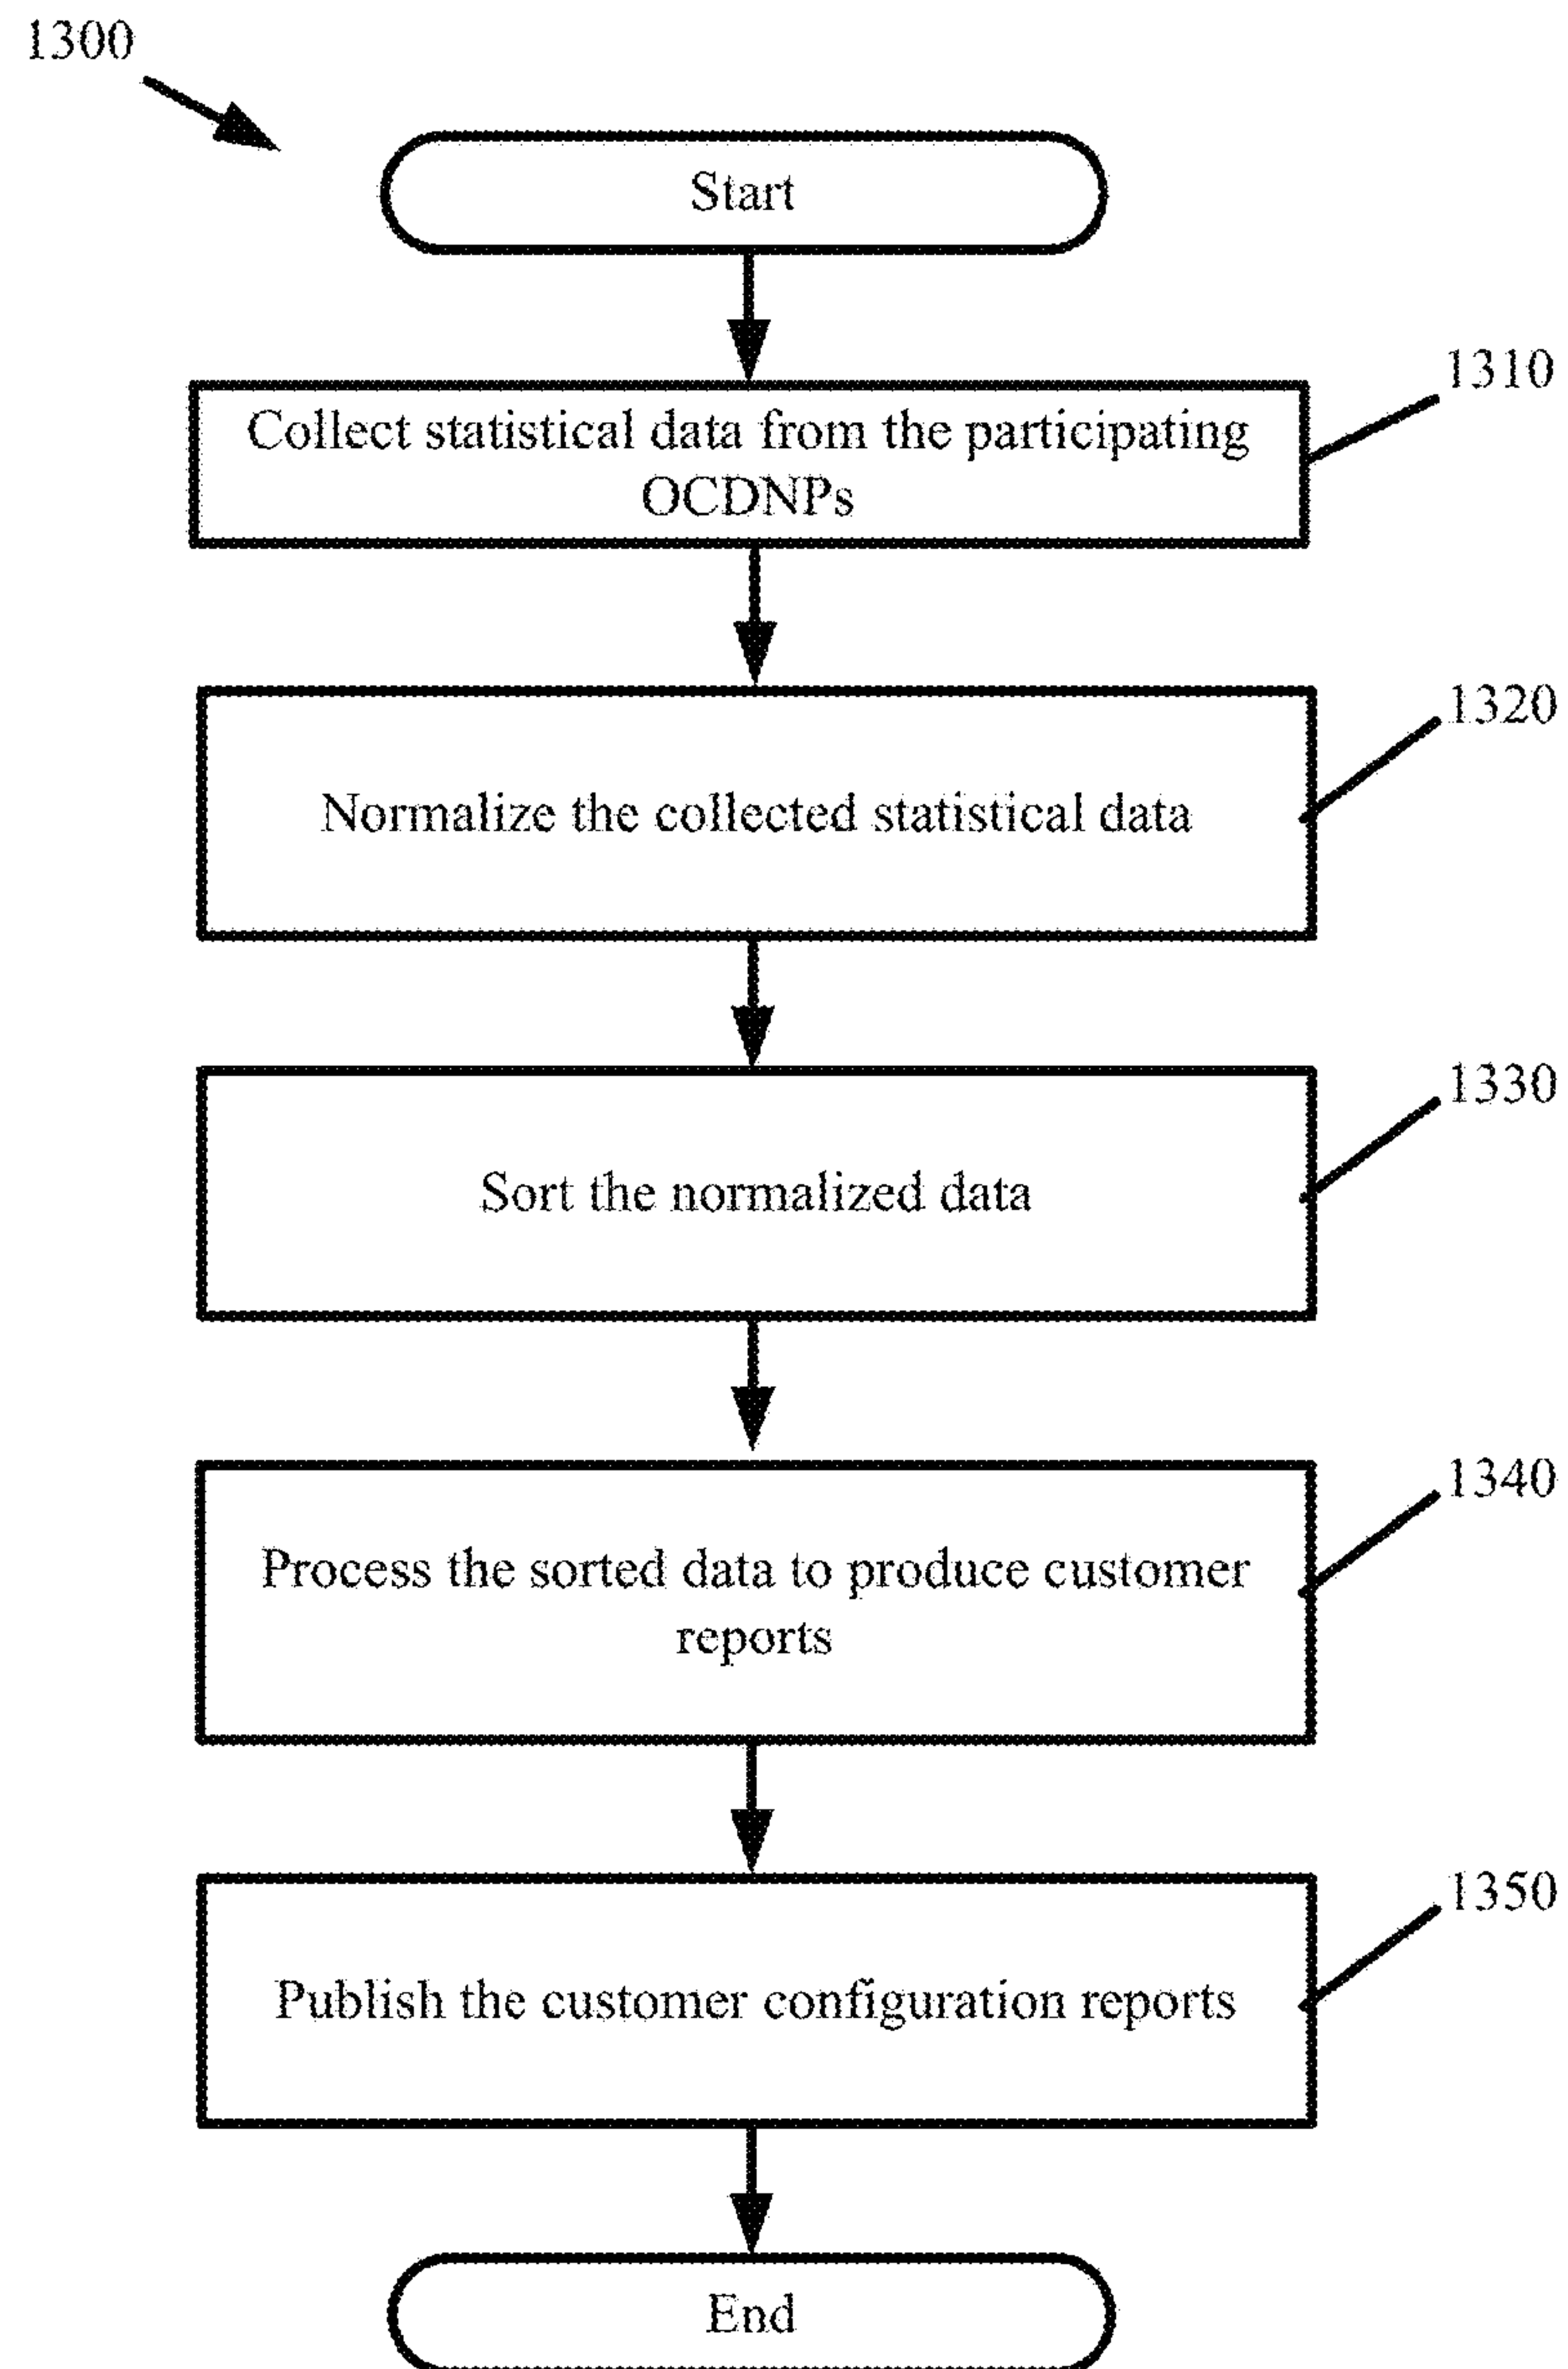 1300
Start
1310
Collect statistical data from the participating
OCDNPs
1320
Normalize the collected statistical data
1330
Sort the normalized data
1340
Process the sorted data to produce customer
reports
1350
Publish the customer configuration reports
End